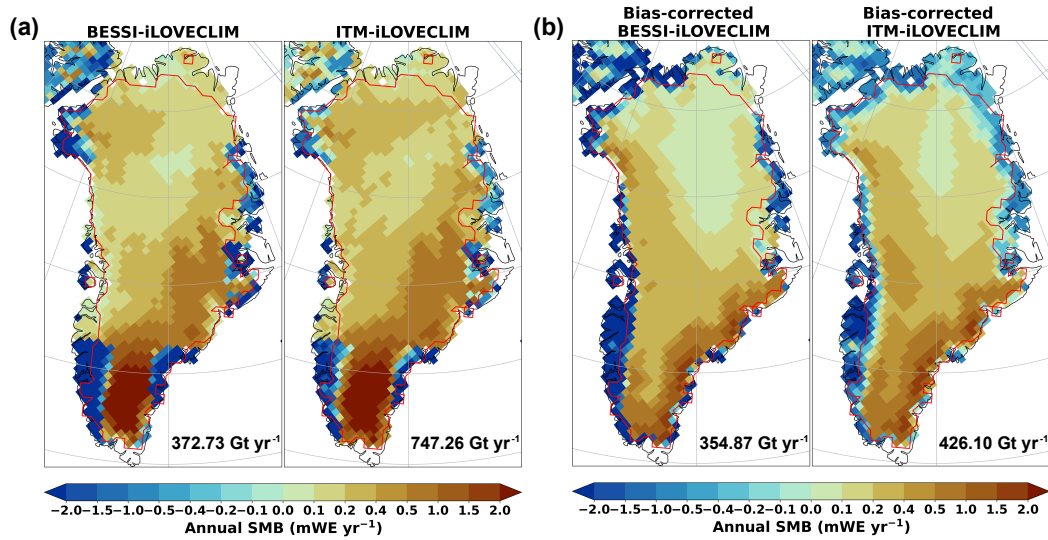 (a)
BESSI-iLOVECLIM
ITM-iLOVECLIM
372.73 Gt yr⁻¹
747.26 Gt yr⁻¹
−2.0−1.5−1.0−0.5−0.4−0.2−0.1 0.0 0.1 0.2 0.4 0.5 1.0 1.5 2.0
Annual SMB (mWE yr⁻¹)
(b)
Bias-corrected
BESSI-iLOVECLIM
Bias-corrected
ITM-iLOVECLIM
354.87 Gt yr⁻¹
426.10 Gt yr⁻¹
−2.0−1.5−1.0−0.5−0.4−0.2−0.1 0.0 0.1 0.2 0.4 0.5 1.0 1.5 2.0
Annual SMB (mWE yr⁻¹)